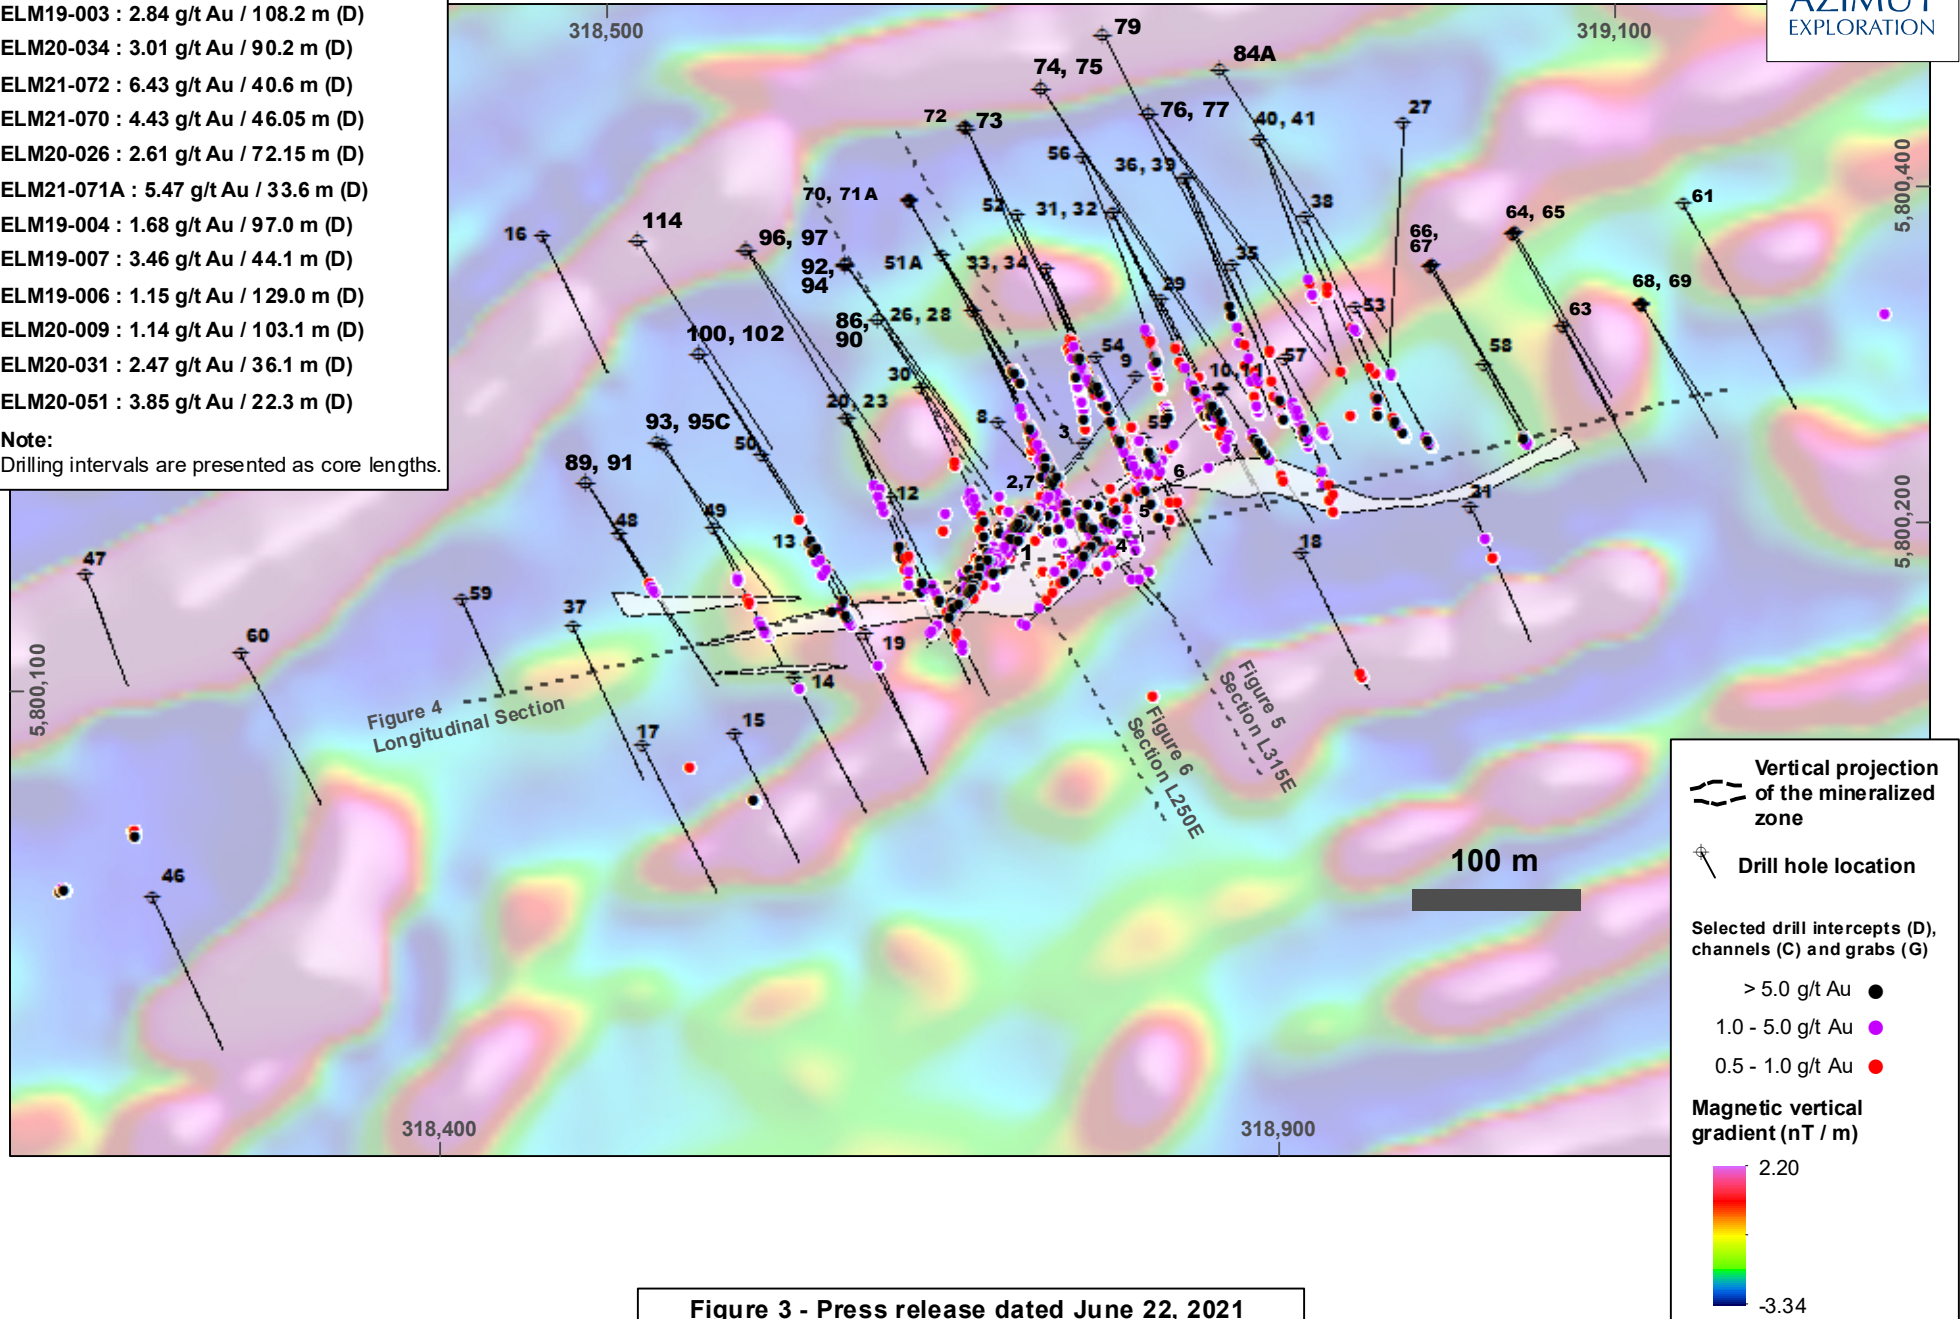 ELM19-003 : 2.84 g/t Au / 108.2 m (D)
ELM20-034 : 3.01 g/t Au / 90.2 m (D)
ELM21-072 : 6.43 g/t Au / 40.6 m (D)
ELM21-070 : 4.43 g/t Au / 46.05 m (D)
ELM20-026 : 2.61 g/t Au / 72.15 m (D)
ELM21-071A : 5.47 g/t Au / 33.6 m (D)
ELM19-004 : 1.68 g/t Au / 97.0 m (D)
ELM19-007 : 3.46 g/t Au / 44.1 m (D)
ELM19-006 : 1.15 g/t Au / 129.0 m (D)
ELM20-009 : 1.14 g/t Au / 103.1 m (D)
ELM20-031 : 2.47 g/t Au / 36.1 m (D)
ELM20-051 : 3.85 g/t Au / 22.3 m (D)
Note:
Drilling intervals are presented as core lengths.
318,500
319,100
AZIMUT
EXPLORATION
79
74, 75
84A
72
73
76, 77
40, 41
27
56
36, 39
70, 71A
52
31, 32
38
61
16
114
96, 97
92,
94
51A
33, 34
35
66,
67
64, 65
5,800,400
29
68, 69
86,
90
26, 28
53
63
100, 102
54
9
57
58
30
10, 11
20, 23
8
93, 95C
50
3
55
89, 91
2,7
6
12
21
48
49
5
13
1
4
18
5,800,200
47
59
37
60
19
14
5,800,100
Figure 4
Longitudinal Section
17
15
Figure 5
Section L315E
Figure 6
Section L250E
46
100 m
318,400
318,900
Vertical projection
of the mineralized
zone
Drill hole location
Selected drill intercepts (D),
channels (C) and grabs (G)
> 5.0 g/t Au
1.0 - 5.0 g/t Au
0.5 - 1.0 g/t Au
Magnetic vertical
gradient (nT / m)
2.20
-3.34
Figure 3 - Press release dated June 22, 2021